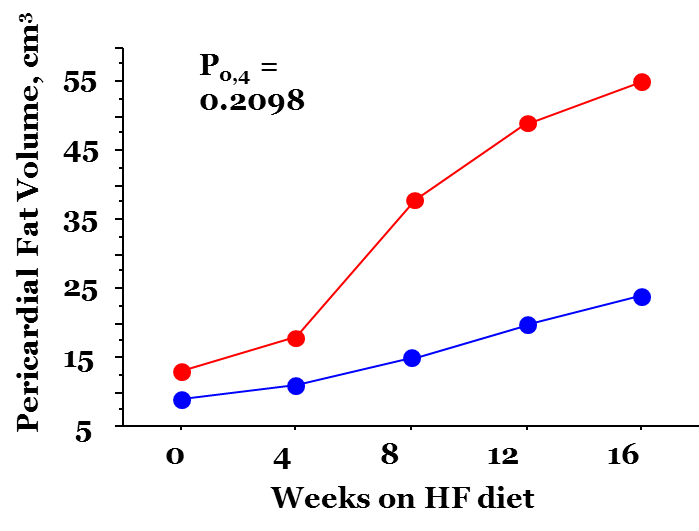 Pericardial Fat Volume, cm³
P0,4 =
0.2098
55
45
35
25
15
5
0 4 8 12 16
Weeks on HF diet